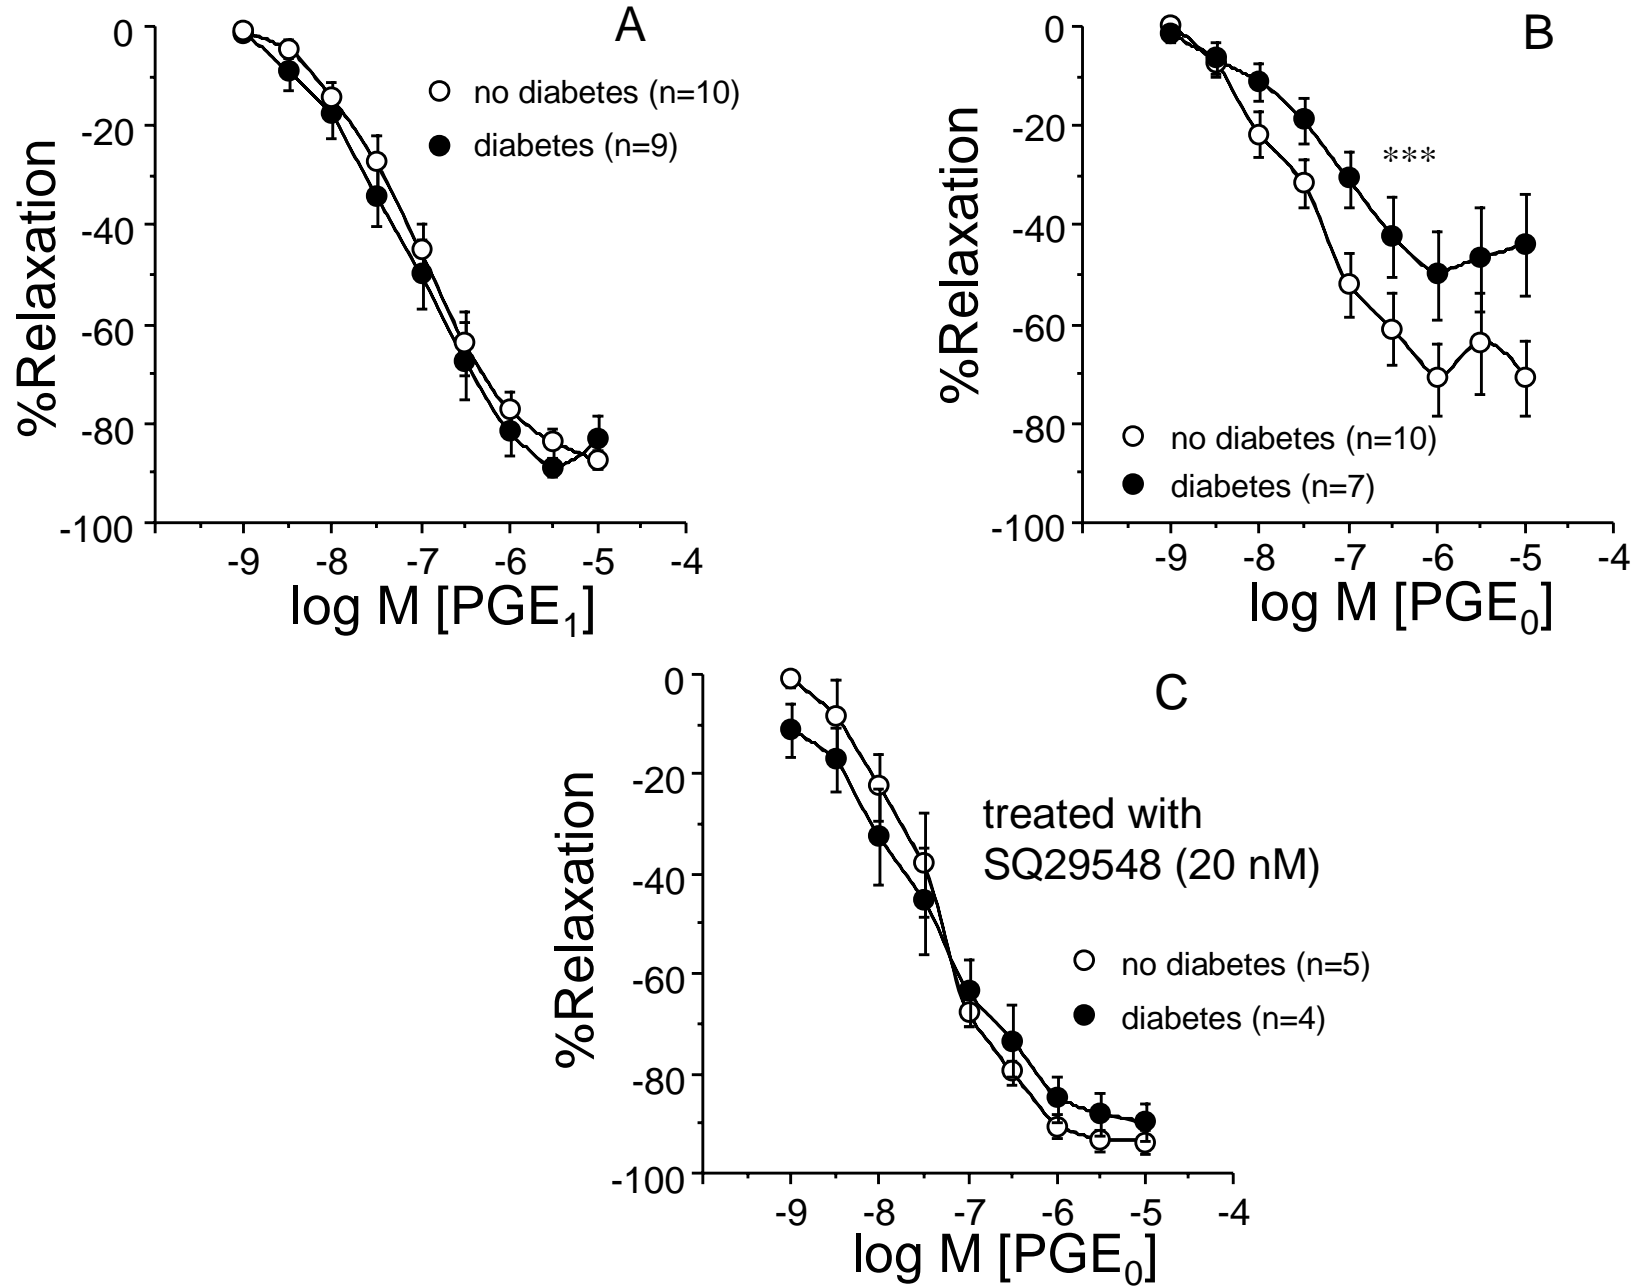 A
0
-20
-40
-60
-80
-100
%Relaxation
no diabetes (n=10)
diabetes (n=9)
-9 -8 -7 -6 -5 -4
log M [PGE1]
B
0
-20
-40
-60
-80
-100
%Relaxation
***
no diabetes (n=10)
diabetes (n=7)
-9 -8 -7 -6 -5 -4
log M [PGE0]
C
0
-20
-40
-60
-80
-100
%Relaxation
treated with
SQ29548 (20 nM)
no diabetes (n=5)
diabetes (n=4)
-9 -8 -7 -6 -5 -4
log M [PGE0]